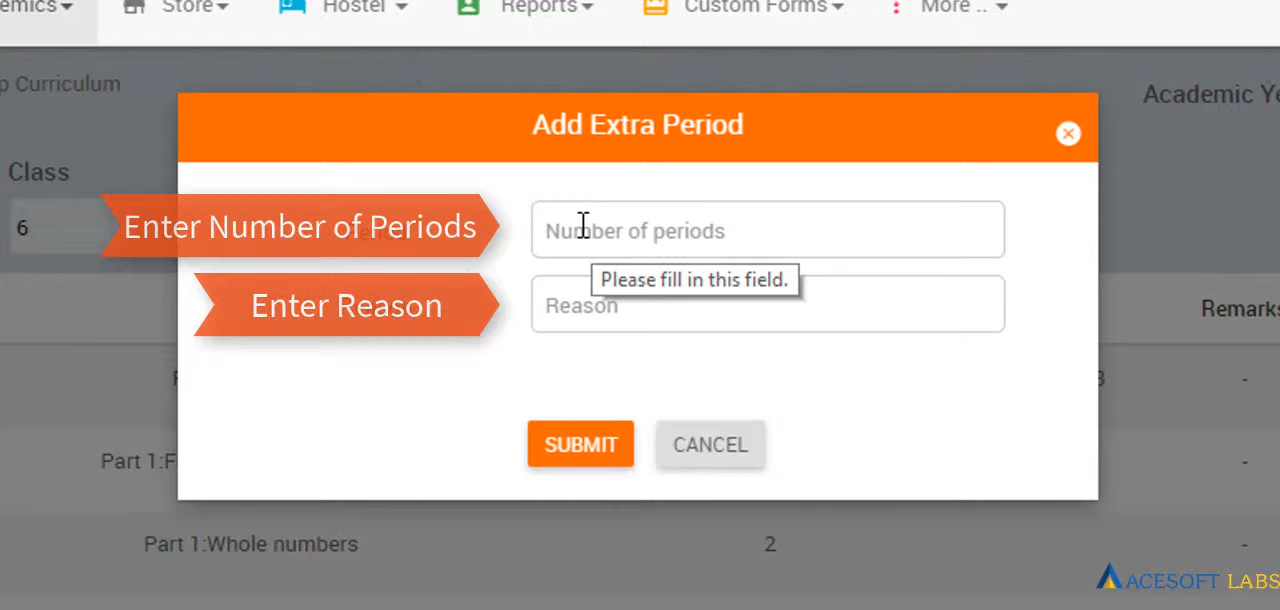 Store
Hostel
Reports
Custom Forms
More ..
Curriculum
Academic
Add Extra Period
Class
6
Enter Number of Periods
Number of periods
Please fill in this field.
Enter Reason
Reason
Remarks
-
SUBMIT
CANCEL
Part 1:F
-
Part 1:Whole numbers
2
-
ACESOFT LABS